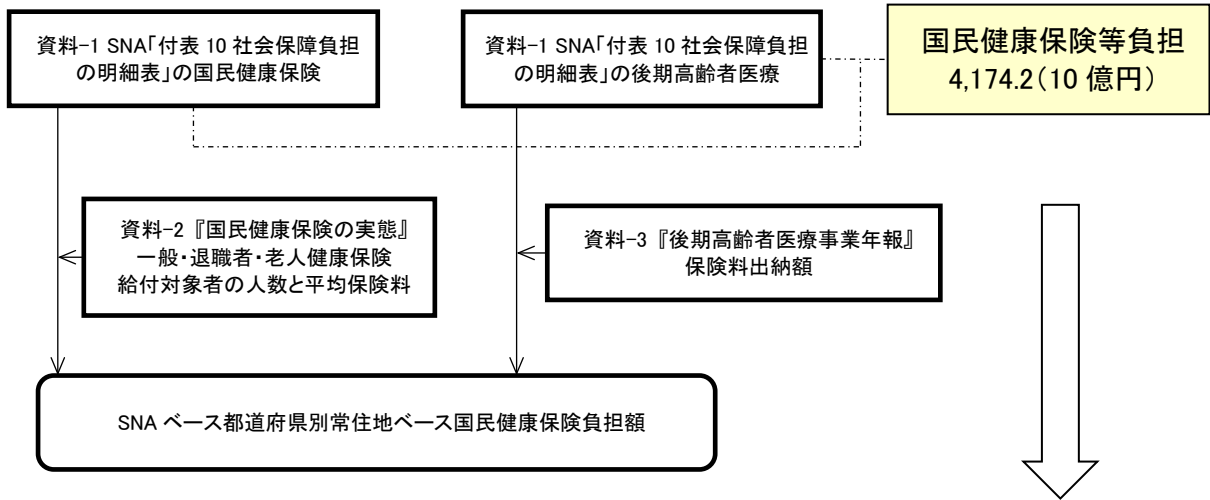 資料-1 SNA「付表 10 社会保障負担
の明細表」の国民健康保険
資料-1 SNA「付表 10 社会保障負担
の明細表」の後期高齢者医療
国民健康保険等負担
4,174.2(10 億円)
資料-2 『国民健康保険の実態』
一般・退職者・老人健康保険
給付対象者の人数と平均保険料
資料-3 『後期高齢者医療事業年報』
保険料出納額
SNA ベース都道府県別常住地ベース国民健康保険負担額